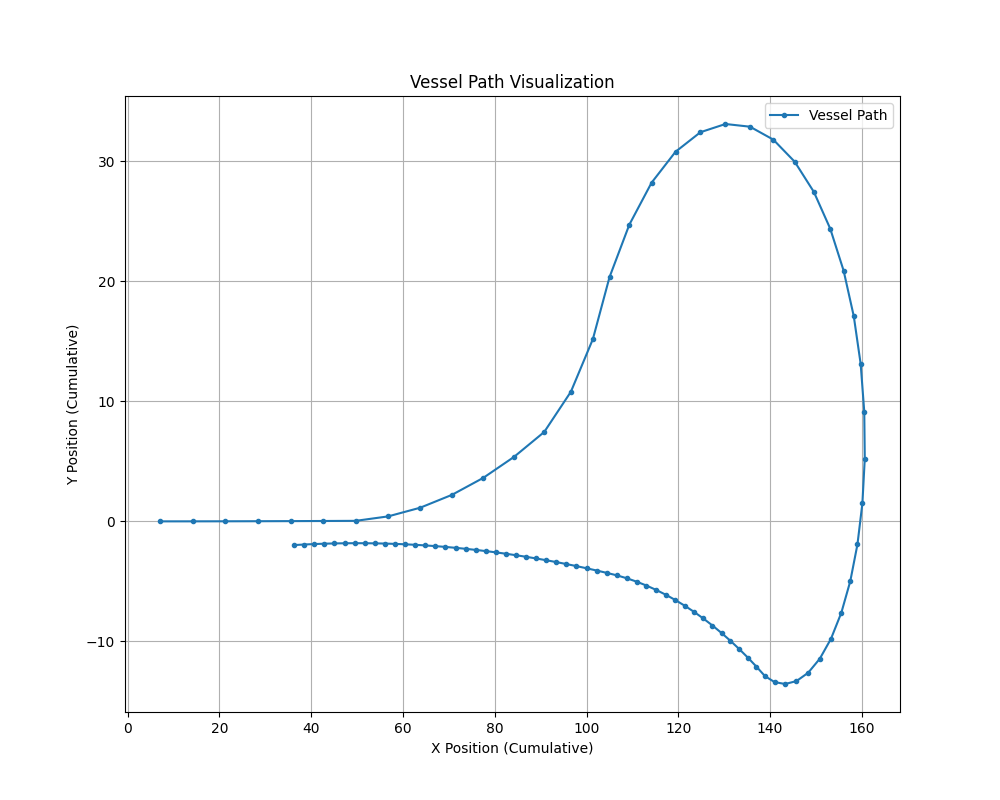 Vessel Path Visualization
Vessel Path
Y Position (Cumulative)
30
20
10
0
−10
0 20 40 60 80 100 120 140 160
X Position (Cumulative)